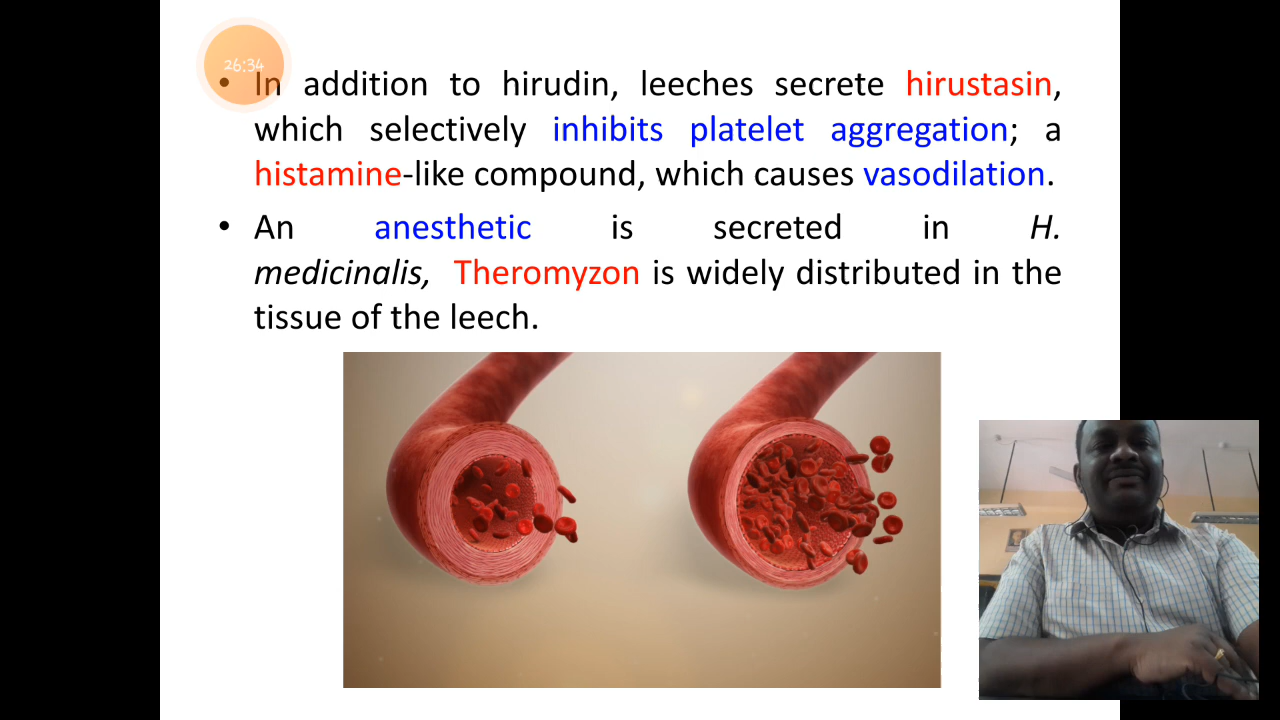 26:34
• In addition to hirudin, leeches secrete hirustasin,
which selectively inhibits platelet aggregation; a
histamine-like compound, which causes vasodilation.
• An anesthetic is secreted in H.
medicinalis, Theromyzon is widely distributed in the
tissue of the leech.